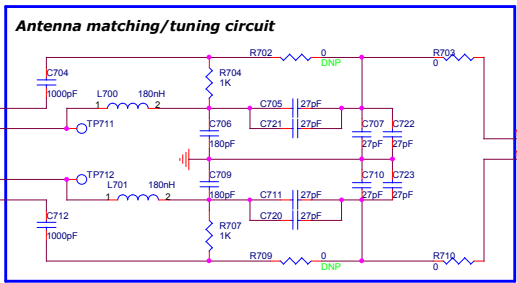 Antenna matching/tuning circuit
R702 0 R703
DNP 0
C704 R704
1K
1000pF L700 180nH C705 27pF
1 2
TP711 C706 C721 27pF C707 C722
180pF 27pF 27pF
TP712 C709 C710 C723
L701 180nH 180pF C711 27pF 27pF 27pF
1 2
C712 R707 C720 27pF
1K
1000pF
R709 0 R710
DNP 0